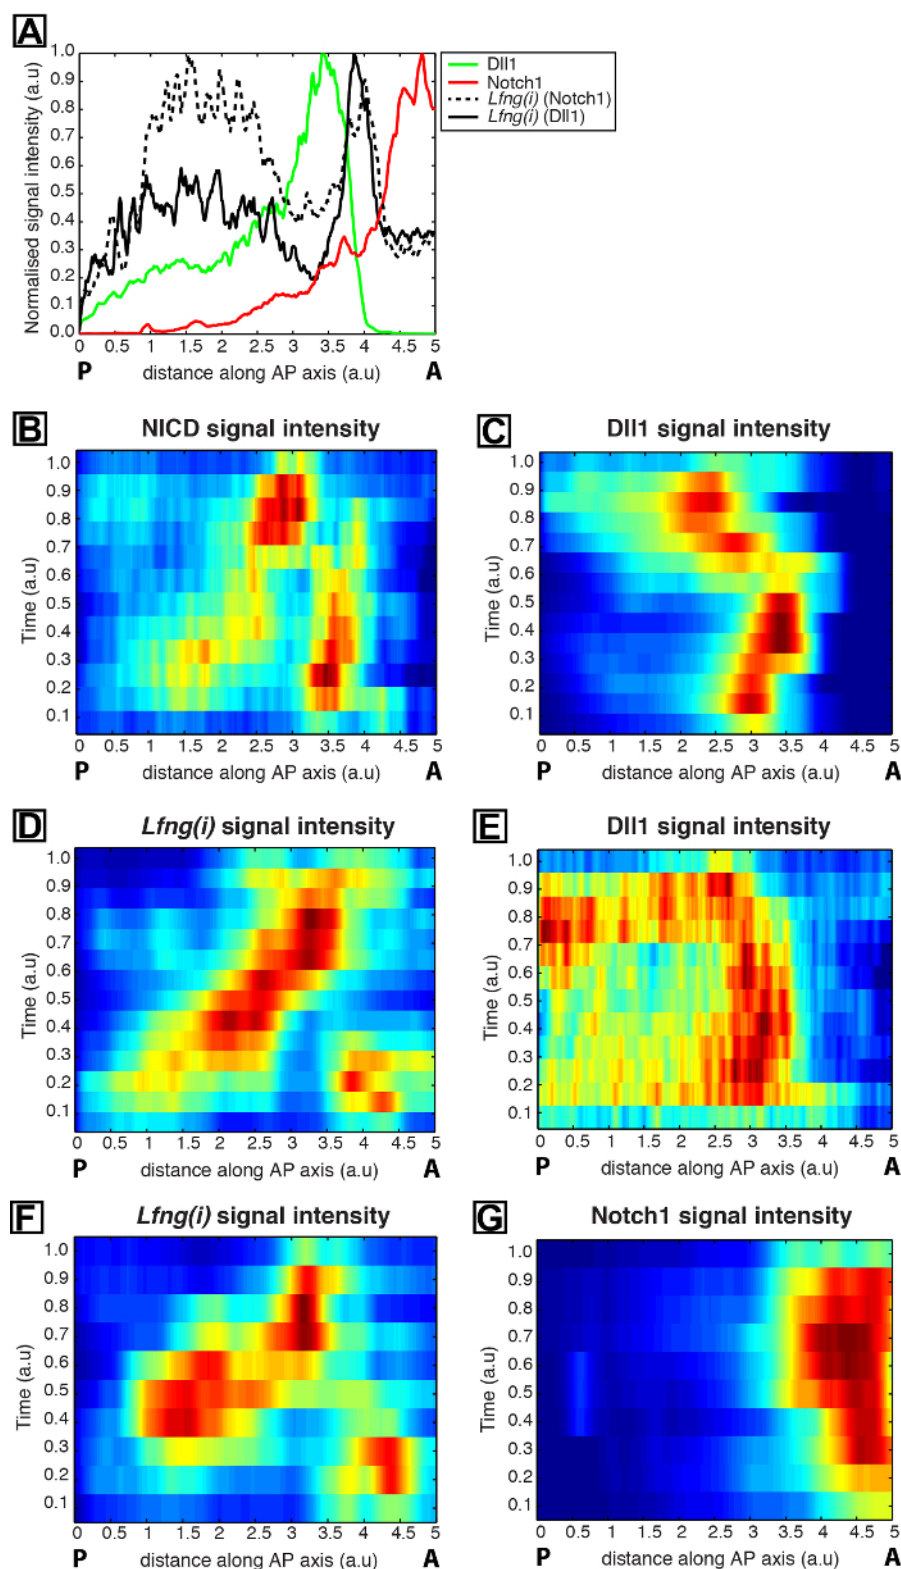 A
Normalised signal intensity (a.u)
1.0
0.9
0.8
0.7
0.6
0.5
0.4
0.3
0.2
0.1
0.0
0 0.5 1 1.5 2 2.5 3 3.5 4 4.5 5
P distance along AP axis (a.u) A
Dll1
Notch1
Lfng(i) (Notch1)
Lfng(i) (Dll1)
B NICD signal intensity
Time (a.u)
1.0
0.9
0.8
0.7
0.6
0.5
0.4
0.3
0.2
0.1
0 0.5 1 1.5 2 2.5 3 3.5 4 4.5 5
P distance along AP axis (a.u) A
C Dll1 signal intensity
Time (a.u)
1.0
0.9
0.8
0.7
0.6
0.5
0.4
0.3
0.2
0.1
0 0.5 1 1.5 2 2.5 3 3.5 4 4.5 5
P distance along AP axis (a.u) A
D Lfng(i) signal intensity
Time (a.u)
1.0
0.9
0.8
0.7
0.6
0.5
0.4
0.3
0.2
0.1
0 0.5 1 1.5 2 2.5 3 3.5 4 4.5 5
P distance along AP axis (a.u) A
E Dll1 signal intensity
Time (a.u)
1.0
0.9
0.8
0.7
0.6
0.5
0.4
0.3
0.2
0.1
0 0.5 1 1.5 2 2.5 3 3.5 4 4.5 5
P distance along AP axis (a.u) A
F Lfng(i) signal intensity
Time (a.u)
1.0
0.9
0.8
0.7
0.6
0.5
0.4
0.3
0.2
0.1
0 0.5 1 1.5 2 2.5 3 3.5 4 4.5 5
P distance along AP axis (a.u) A
G Notch1 signal intensity
Time (a.u)
1.0
0.9
0.8
0.7
0.6
0.5
0.4
0.3
0.2
0.1
0 0.5 1 1.5 2 2.5 3 3.5 4 4.5 5
P distance along AP axis (a.u) A